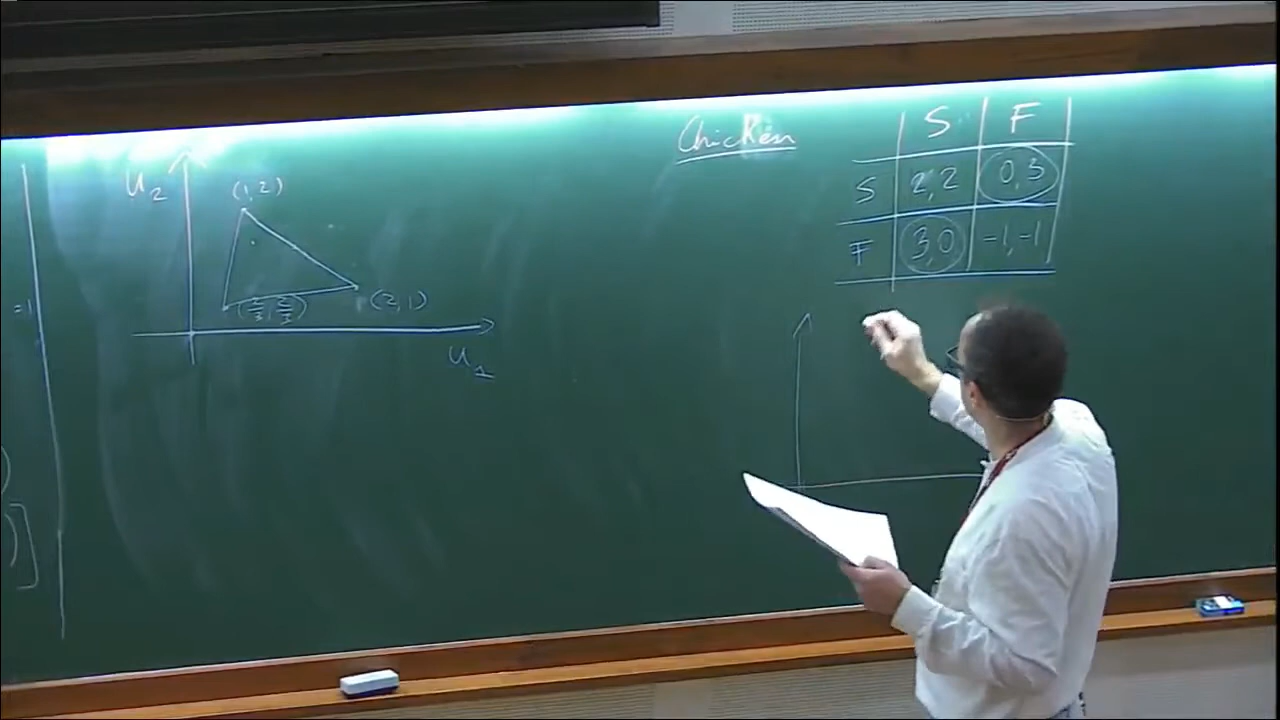 =1
)]
U₂
(1,2)
(2/3, 2/3)
(2,1)
U₁
Chicken
S F
S 2,2 0,3
F 3,0 -1,-1